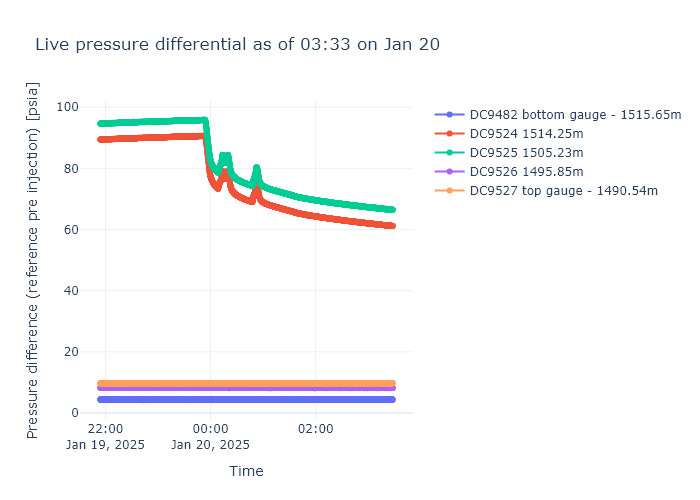 Live pressure differential as of 03:33 on Jan 20
Pressure difference (reference pre injection) [psia]
100
80
60
40
20
0
22:00
Jan 19, 2025
00:00
Jan 20, 2025
02:00
Time
DC9482 bottom gauge - 1515.65m
DC9524 1514.25m
DC9525 1505.23m
DC9526 1495.85m
DC9527 top gauge - 1490.54m